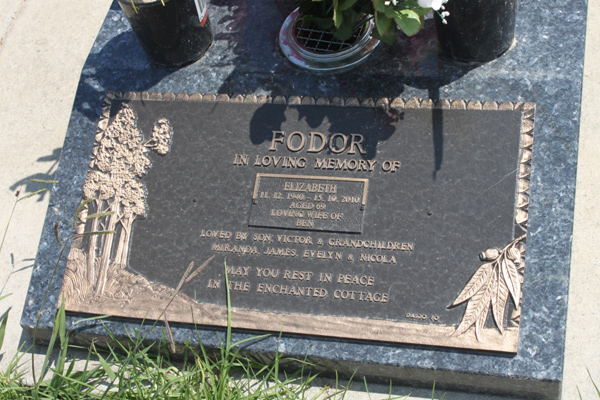 FODOR
IN LOVING MEMORY OF
ELIZABETH
11. 12. 1940 - 15. 10. 2010
AGED 69
LOVING WIFE OF
BEN
LOVED BY SON VICTOR & GRANDCHILDREN
MIRANDA, JAMES, EVELYN & NICOLA
MAY YOU REST IN PEACE
IN THE ENCHANTED COTTAGE